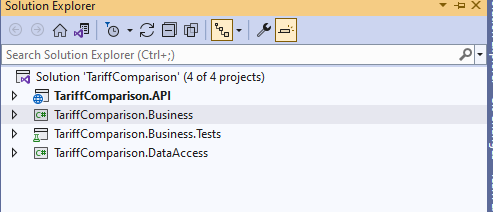 Solution Explorer
Search Solution Explorer (Ctrl+;)
Solution 'TariffComparison' (4 of 4 projects)
TariffComparison.API
C# TariffComparison.Business
TariffComparison.Business.Tests
C# TariffComparison.DataAccess